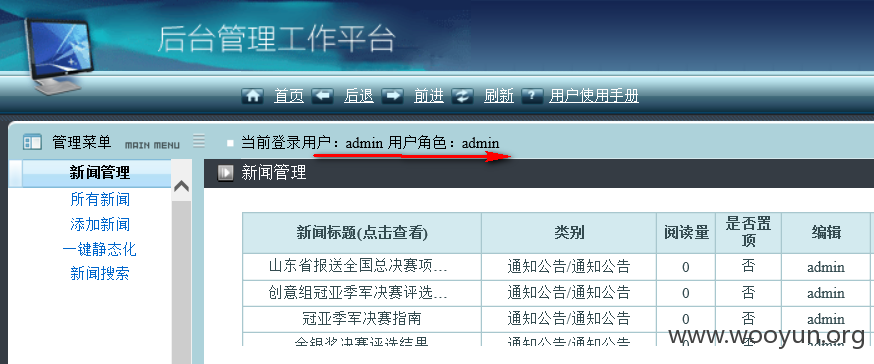 后台管理工作平台
首页 后退 前进 刷新 ? 用户使用手册
管理菜单 MAIN MENU 当前登录用户：admin 用户角色：admin
新闻管理
所有新闻
添加新闻
一键静态化
新闻搜索
新闻管理
新闻标题(点击查看) 类别 阅读量 是否置顶 编辑
山东省报送全国总决赛项... 通知公告/通知公告 0 否 admin
创意组冠亚季军决赛评选... 通知公告/通知公告 0 否 admin
冠亚季军决赛指南 通知公告/通知公告 0 否 admin
金银奖决赛评选结果 通知公告/通知公告 0 否 admin
www.wooyun.org